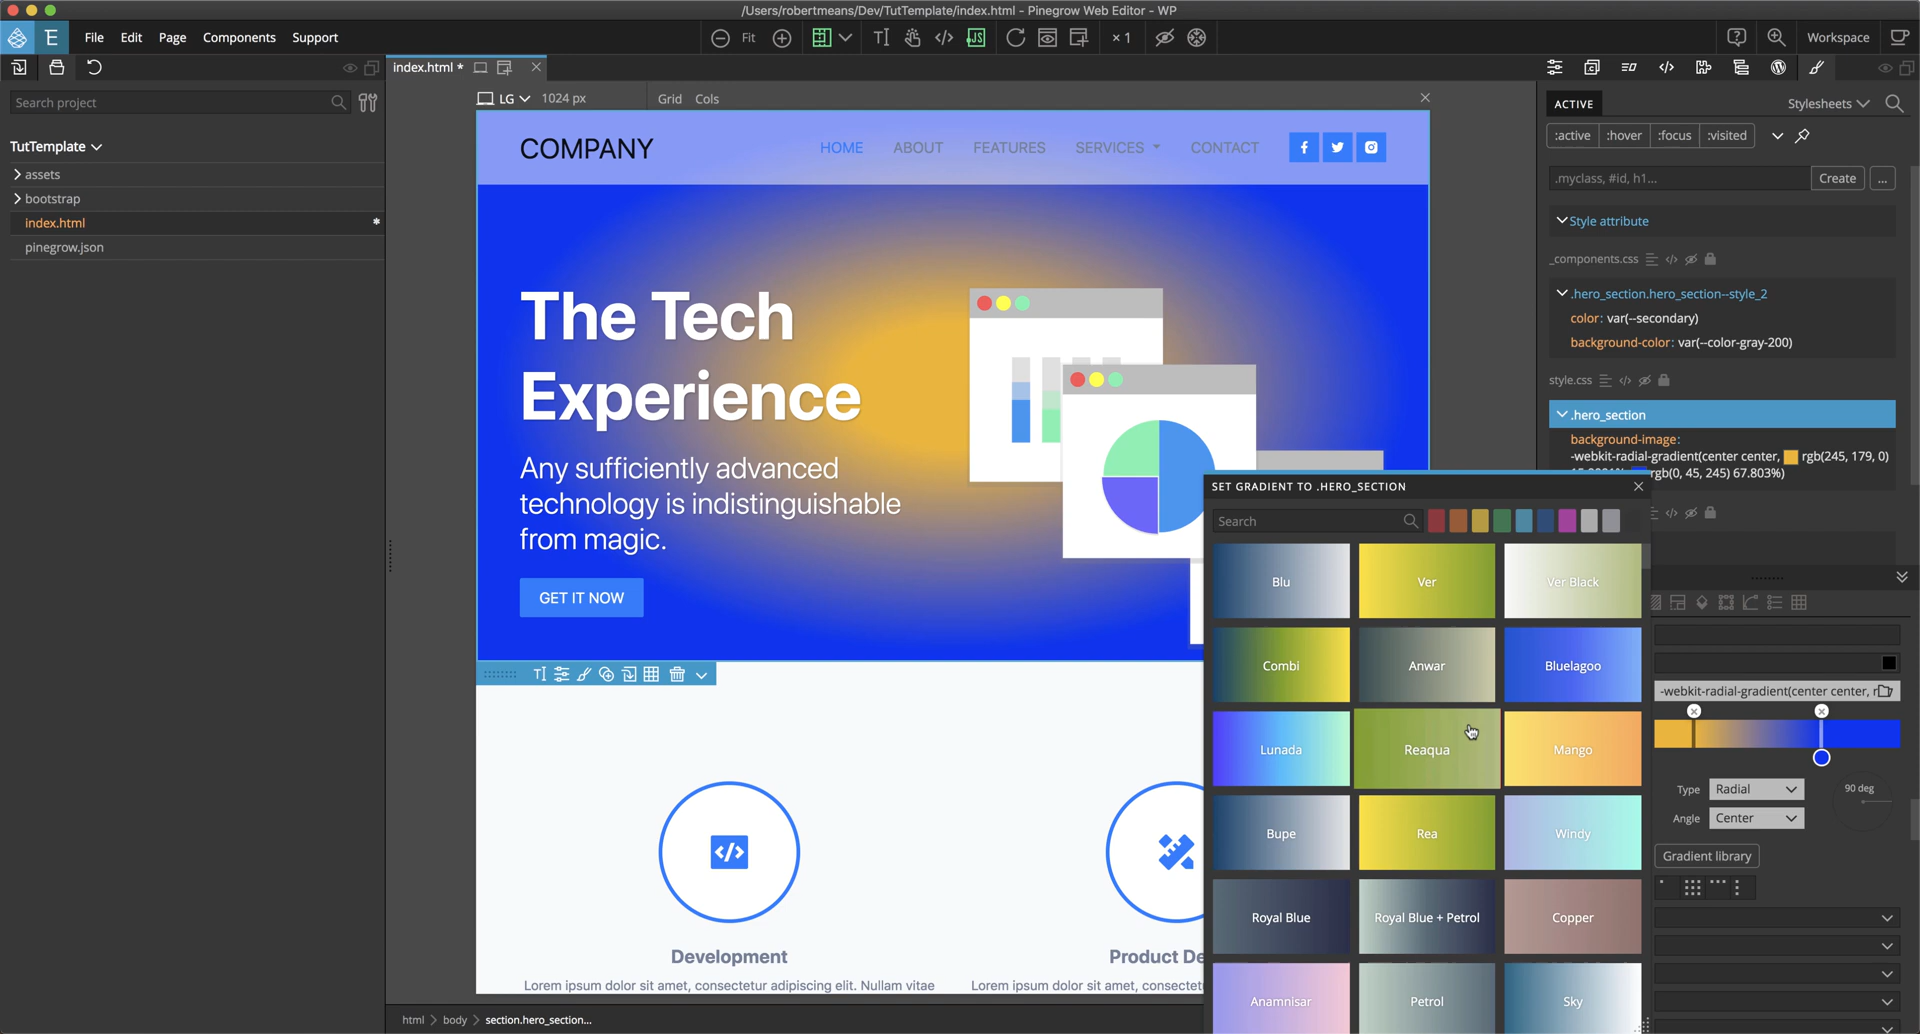 /Users/robertmeans/Dev/TutTemplate/index.html - Pinegrow Web Editor - WP
E File Edit Page Components Support
Fit
JS
× 1
Workspace
index.html *
Search project
TutTemplate
assets
bootstrap
index.html *
pinegrow.json
LG 1024 px Grid Cols
COMPANY
HOME ABOUT FEATURES SERVICES CONTACT
The Tech
Experience
Any sufficiently advanced
technology is indistinguishable
from magic.
GET IT NOW
Development
Lorem ipsum dolor sit amet, consectetur adipiscing elit. Nullam vitae
Product De
Lorem ipsum dolor sit amet, consectetur
html > body > section.hero_section...
ACTIVE
Stylesheets
:active :hover :focus :visited
.myclass, #id, h1...
Create ...
Style attribute
_components.css
.hero_section.hero_section--style_2
color: var(--secondary)
background-color: var(--color-gray-200)
style.css
.hero_section
background-image:
-webkit-radial-gradient(center center, rgb(245, 179, 0)
rgb(0, 45, 245) 67.803%)
SET GRADIENT TO .HERO_SECTION
Search
Blu Ver Ver Black
Combi Anwar Bluelagoo
Lunada Reaqua Mango
Bupe Rea Windy
Royal Blue Royal Blue + Petrol Copper
Anamnisar Petrol Sky
-webkit-radial-gradient(center center, r
Type Radial
90 deg
Angle Center
Gradient library